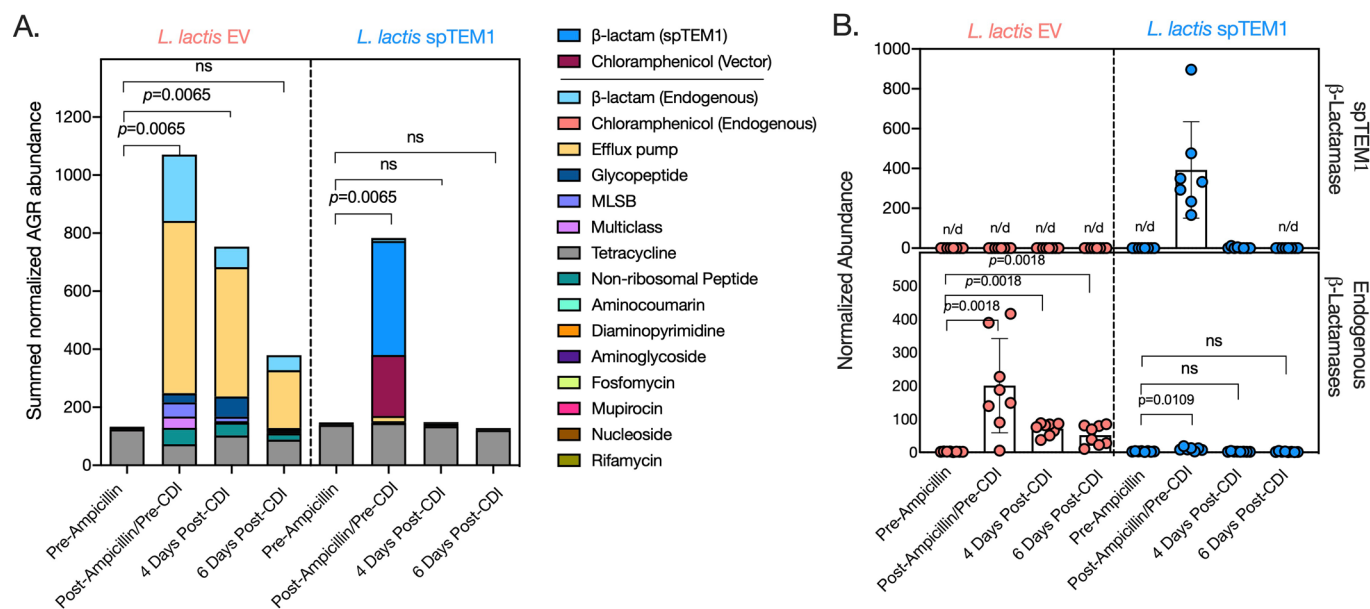 A.
L. lactis EV
L. lactis spTEM1
Summed normalized AGR abundance
1200
1000
800
600
400
200
0
ns
p=0.0065
p=0.0065
ns
ns
p=0.0065
Pre-Ampicillin
Post-Ampicillin/Pre-CDI
4 Days Post-CDI
6 Days Post-CDI
Pre-Ampicillin
Post-Ampicillin/Pre-CDI
4 Days Post-CDI
6 Days Post-CDI
β-lactam (spTEM1)
Chloramphenicol (Vector)
β-lactam (Endogenous)
Chloramphenicol (Endogenous)
Efflux pump
Glycopeptide
MLSB
Multiclass
Tetracycline
Non-ribosomal Peptide
Aminocoumarin
Diaminopyrimidine
Aminoglycoside
Fosfomycin
Mupirocin
Nucleoside
Rifamycin
B.
L. lactis EV
L. lactis spTEM1
Normalized Abundance
1000
800
600
400
200
0
n/d
n/d
n/d
n/d
n/d
n/d
spTEM1
β-Lactamase
500
400
300
200
100
0
p=0.0018
p=0.0018
p=0.0018
ns
ns
p=0.0109
Endogenous
β-Lactamases
Pre-Ampicillin
Post-Ampicillin/Pre-CDI
4 Days Post-CDI
6 Days Post-CDI
Pre-Ampicillin
Post-Ampicillin/Pre-CDI
4 Days Post-CDI
6 Days Post-CDI